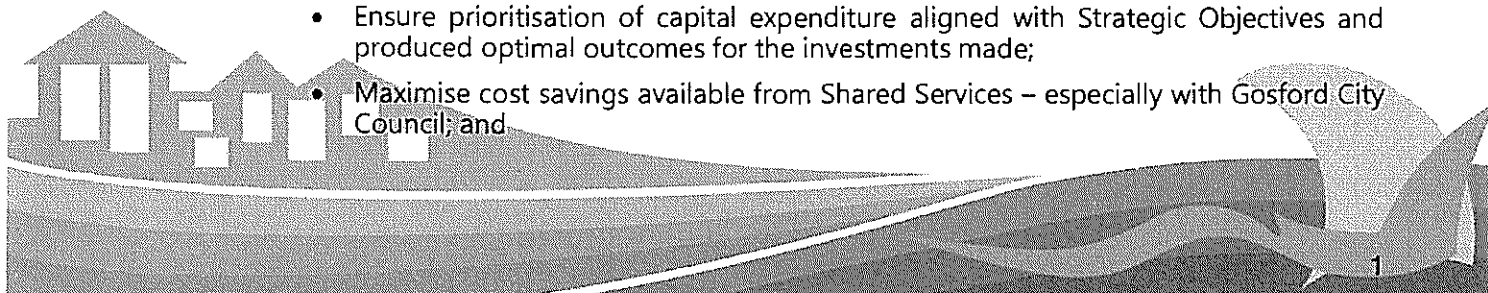 • Ensure prioritisation of capital expenditure aligned with Strategic Objectives and
produced optimal outcomes for the investments made;
• Maximise cost savings available from Shared Services – especially with Gosford City
Council; and
1